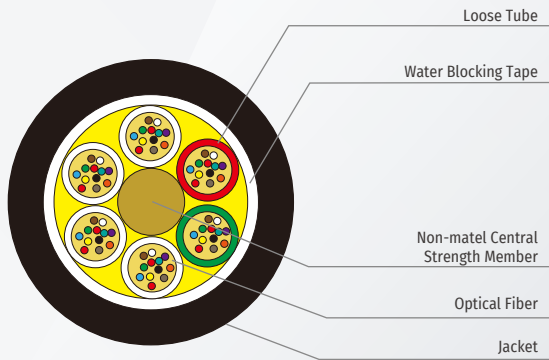 Loose Tube
Water Blocking Tape
Non-matel Central
Strength Member
Optical Fiber
Jacket